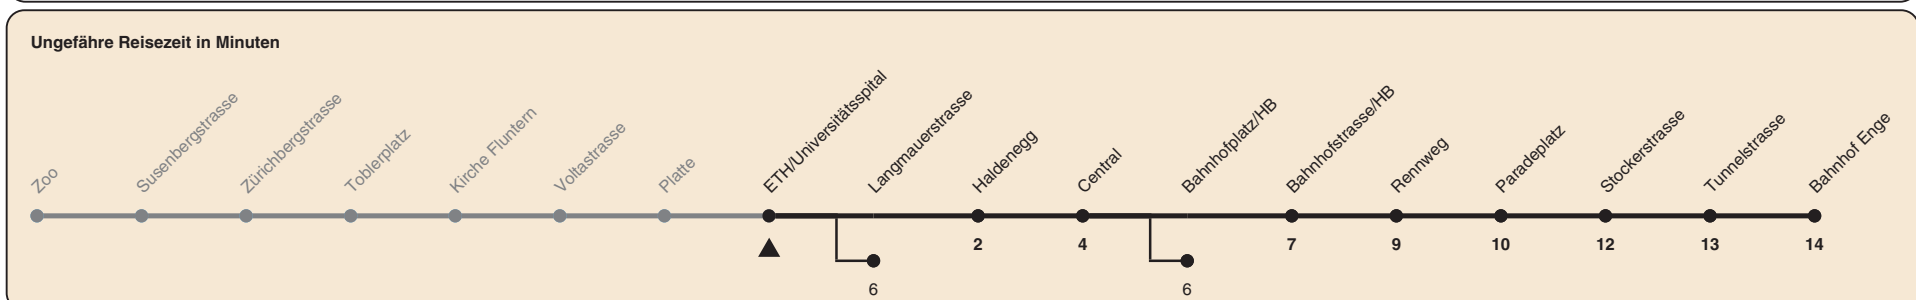 Ungefähre Reisezeit in Minuten
Zoo
Susenbergstrasse
Zürichbergstrasse
Toblerplatz
Kirche Fluntern
Voltastrasse
Platte
ETH/Universitätsspital
Langmauerstrasse
Haldenegg
Central
Bahnhofplatz/HB
Bahnhofstrasse/HB
Rennweg
Paradeplatz
Stockerstrasse
Tunnelstrasse
Bahnhof Enge
2 4 7 9 10 12 13 14
6 6